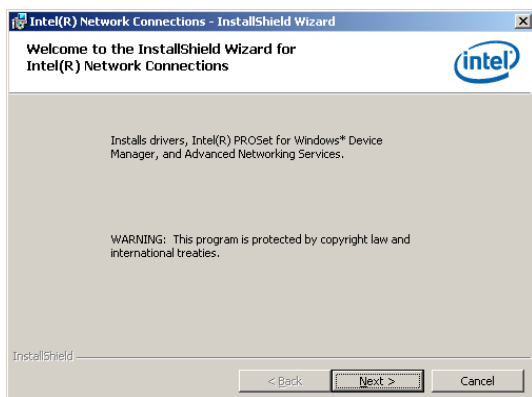 Intel(R) Network Connections - InstallShield Wizard
Welcome to the InstallShield Wizard for
Intel(R) Network Connections
intel
Installs drivers, Intel(R) PROSet for Windows* Device
Manager, and Advanced Networking Services.
WARNING: This program is protected by copyright law and
international treaties.
InstallShield
< Back
Next >
Cancel